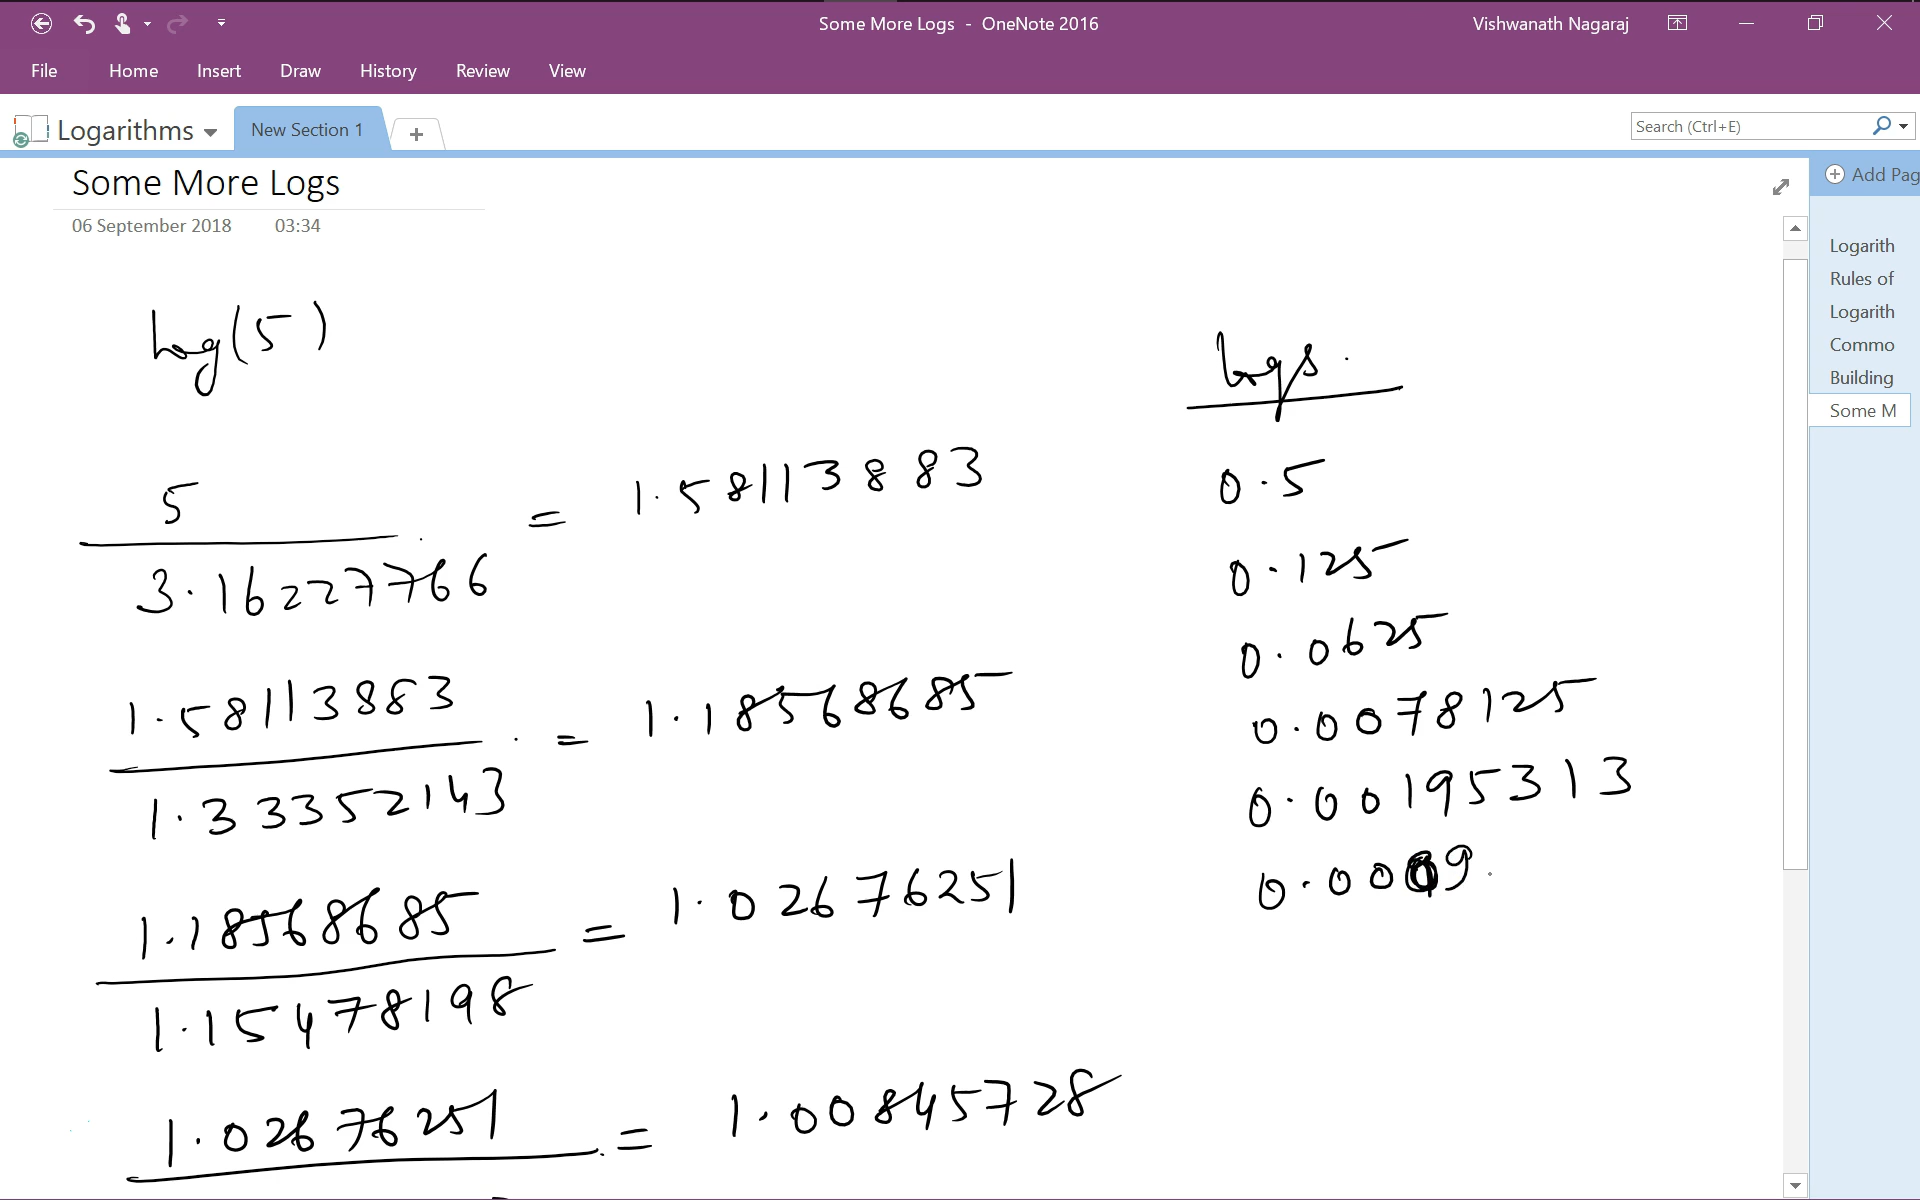 Some More Logs - OneNote 2016
Vishwanath Nagaraj
File Home Insert Draw History Review View
Logarithms
New Section 1
+
Search (Ctrl+E)
Some More Logs
06 September 2018 03:34
Add Pag
Logarith
Rules of
Logarith
Commo
Building
Some M
log(5)
5
3.16227766
= 1.58113883
1.58113883
1.33352143
= 1.18568685
1.18568685
1.15478198
= 1.02676251
1.02676251
= 1.00845728
logs.
0.5
0.125
0.0625
0.0078125
0.00195313
0.0009